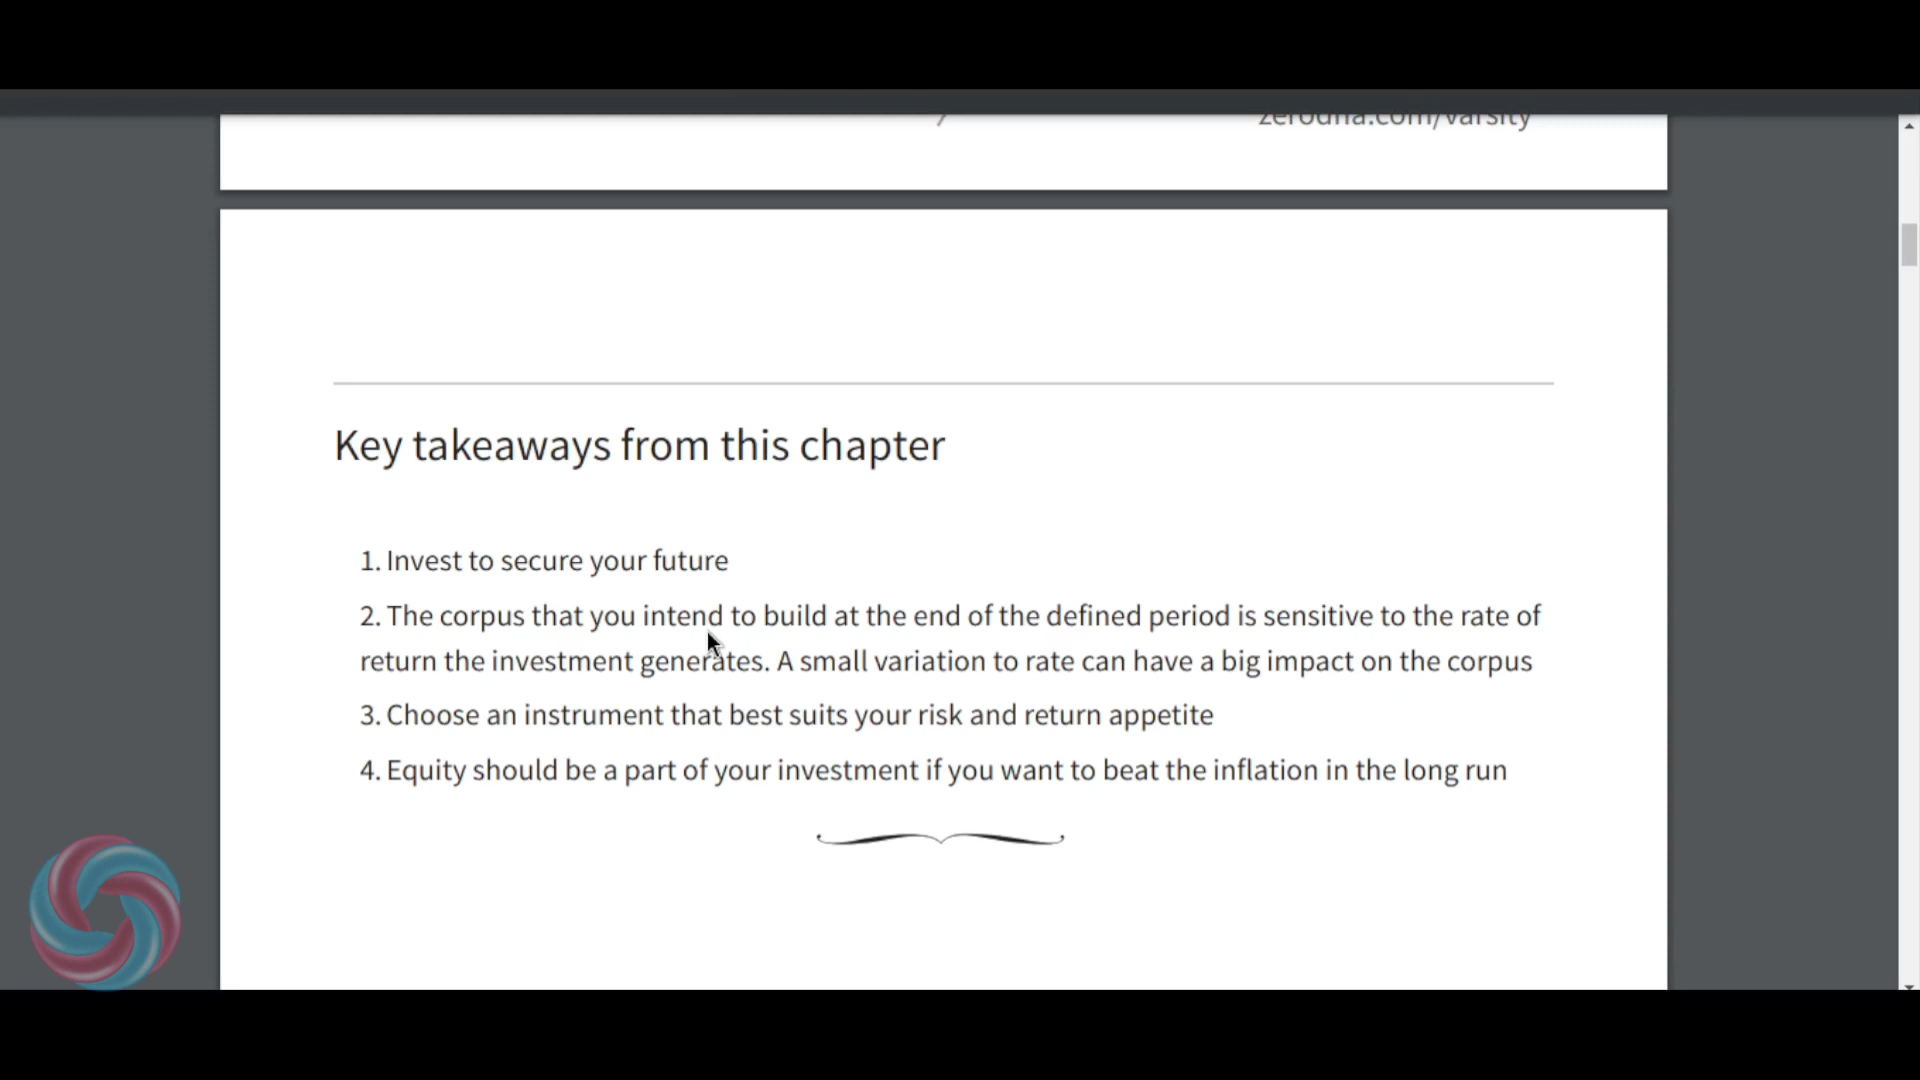 zerodha.com/varsity
Key takeaways from this chapter
1. Invest to secure your future
2. The corpus that you intend to build at the end of the defined period is sensitive to the rate of
return the investment generates. A small variation to rate can have a big impact on the corpus
3. Choose an instrument that best suits your risk and return appetite
4. Equity should be a part of your investment if you want to beat the inflation in the long run